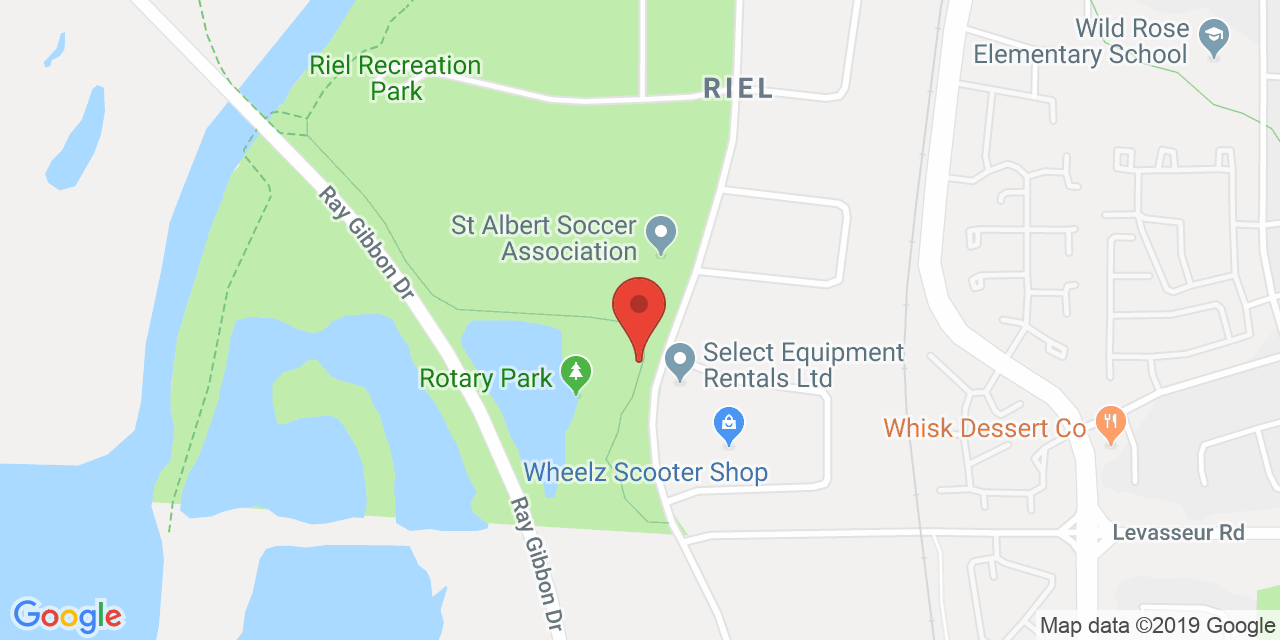 Wild Rose
Elementary School
Riel Recreation
Park
RIEL
Ray Gibbon Dr
St Albert Soccer
Association
Select Equipment
Rentals Ltd
Rotary Park
Whisk Dessert Co
Wheelz Scooter Shop
Ray Gibbon Dr
Levasseur Rd
Google
Map data ©2019 Google